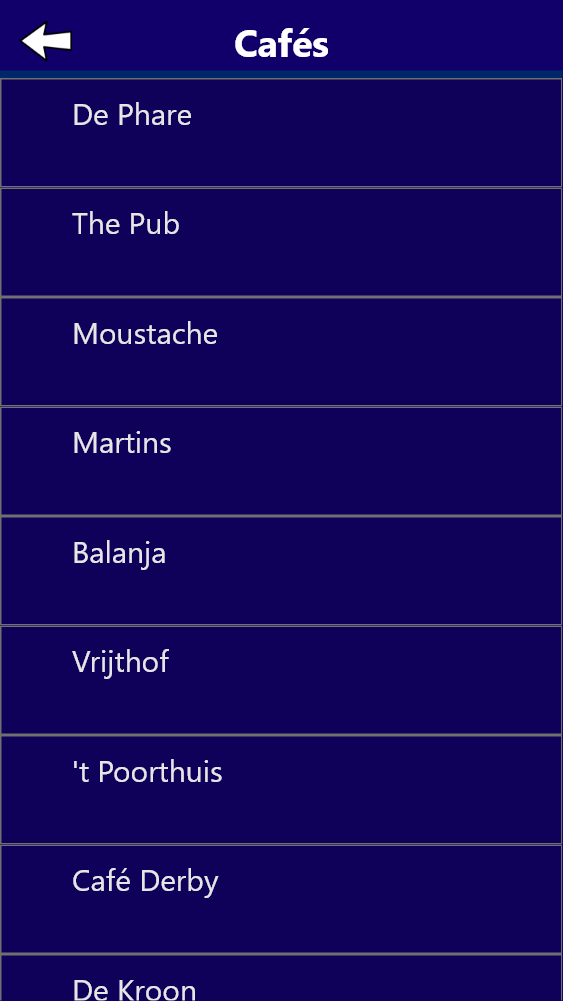 Cafés
De Phare
The Pub
Moustache
Martins
Balanja
Vrijthof
't Poorthuis
Café Derby
De Kroon